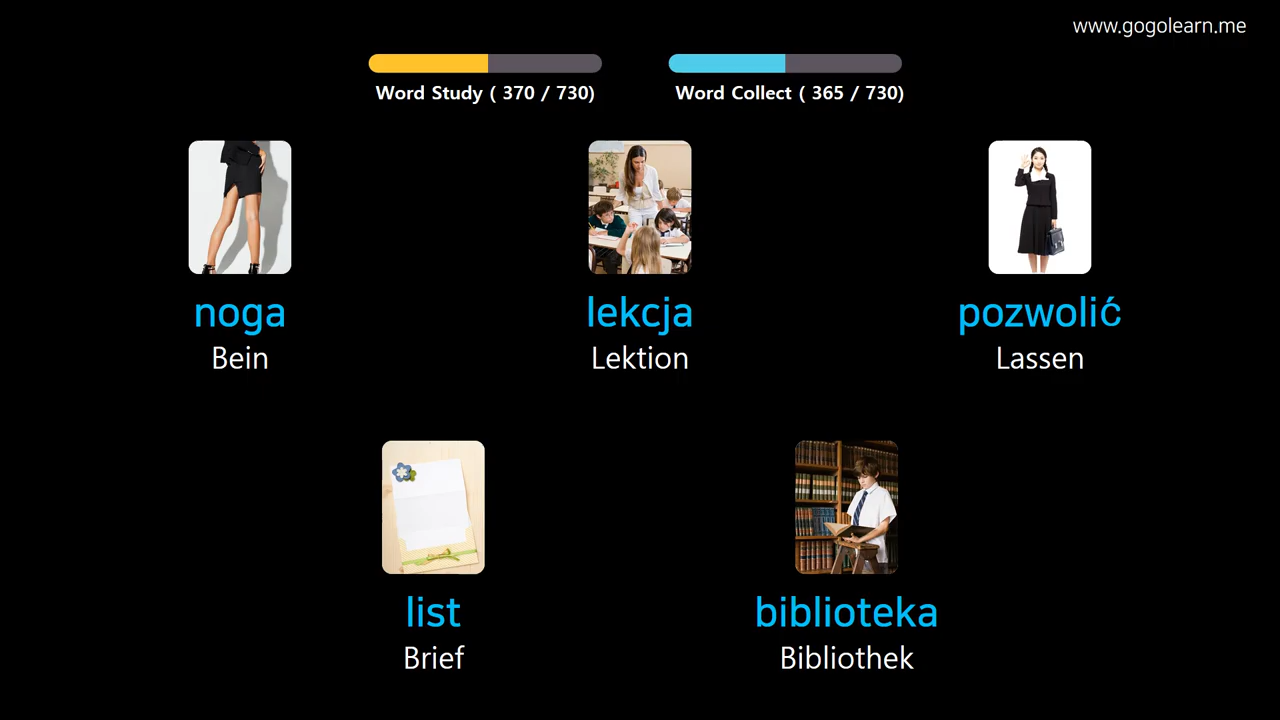 www.gogolearn.me
Word Study ( 370 / 730)
Word Collect ( 365 / 730)
noga
Bein
lekcja
Lektion
pozwolić
Lassen
list
Brief
biblioteka
Bibliothek